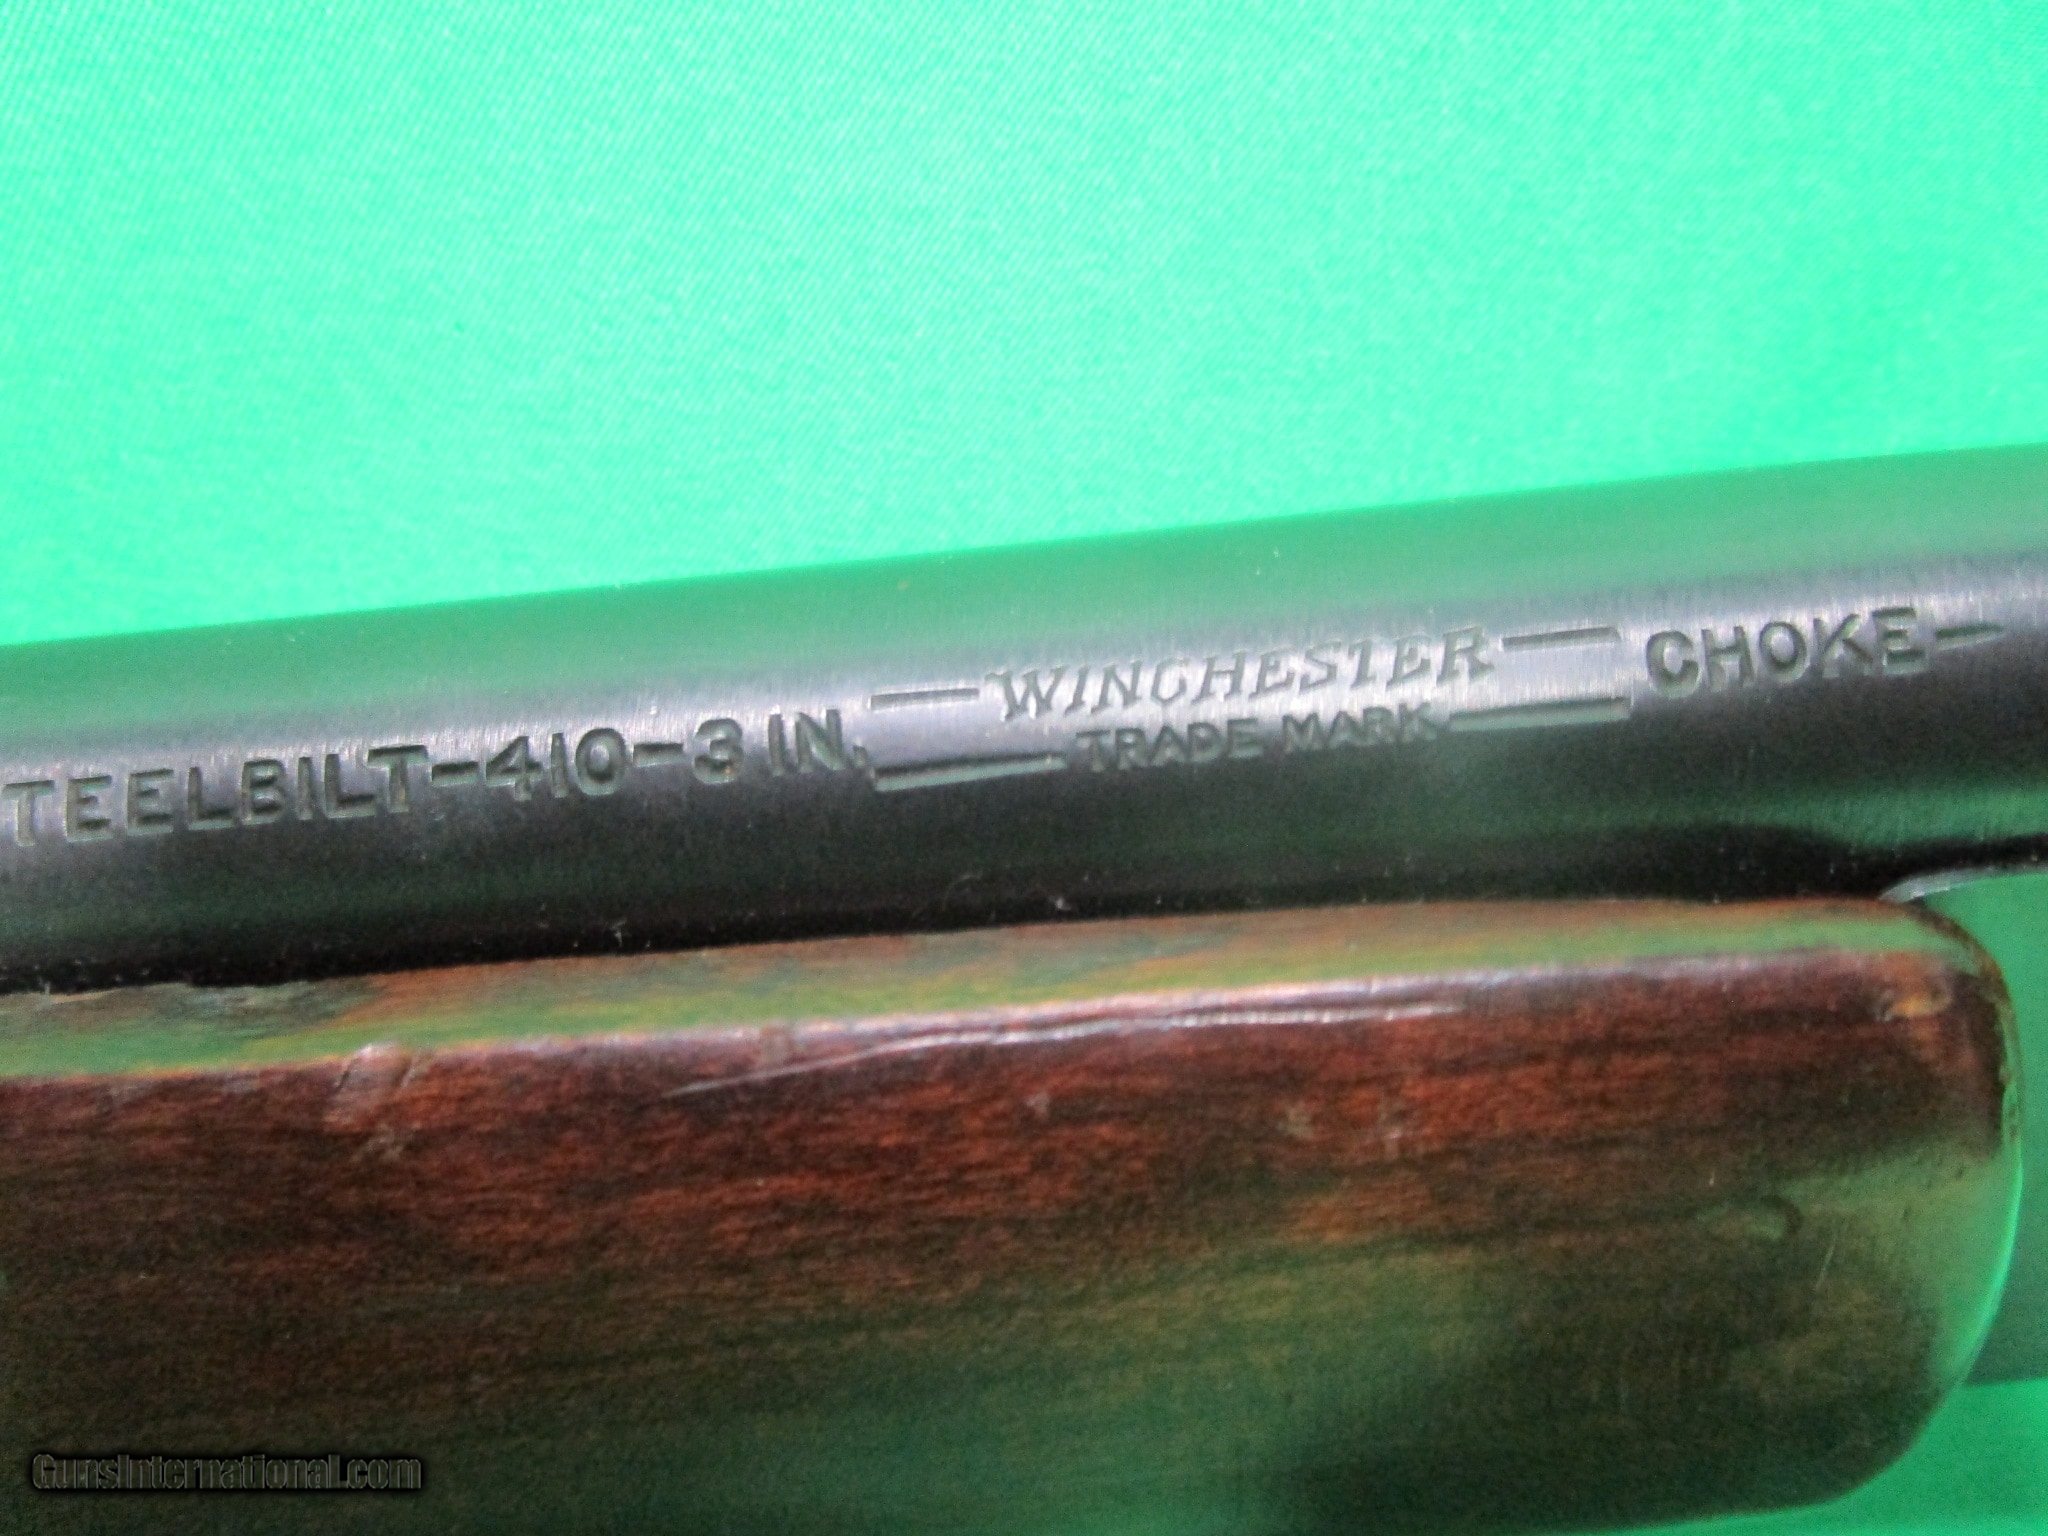 TEELBILT-410-3 IN. — WINCHESTER — CHOKE—
— TRADE MARK —
GunsInternational.com